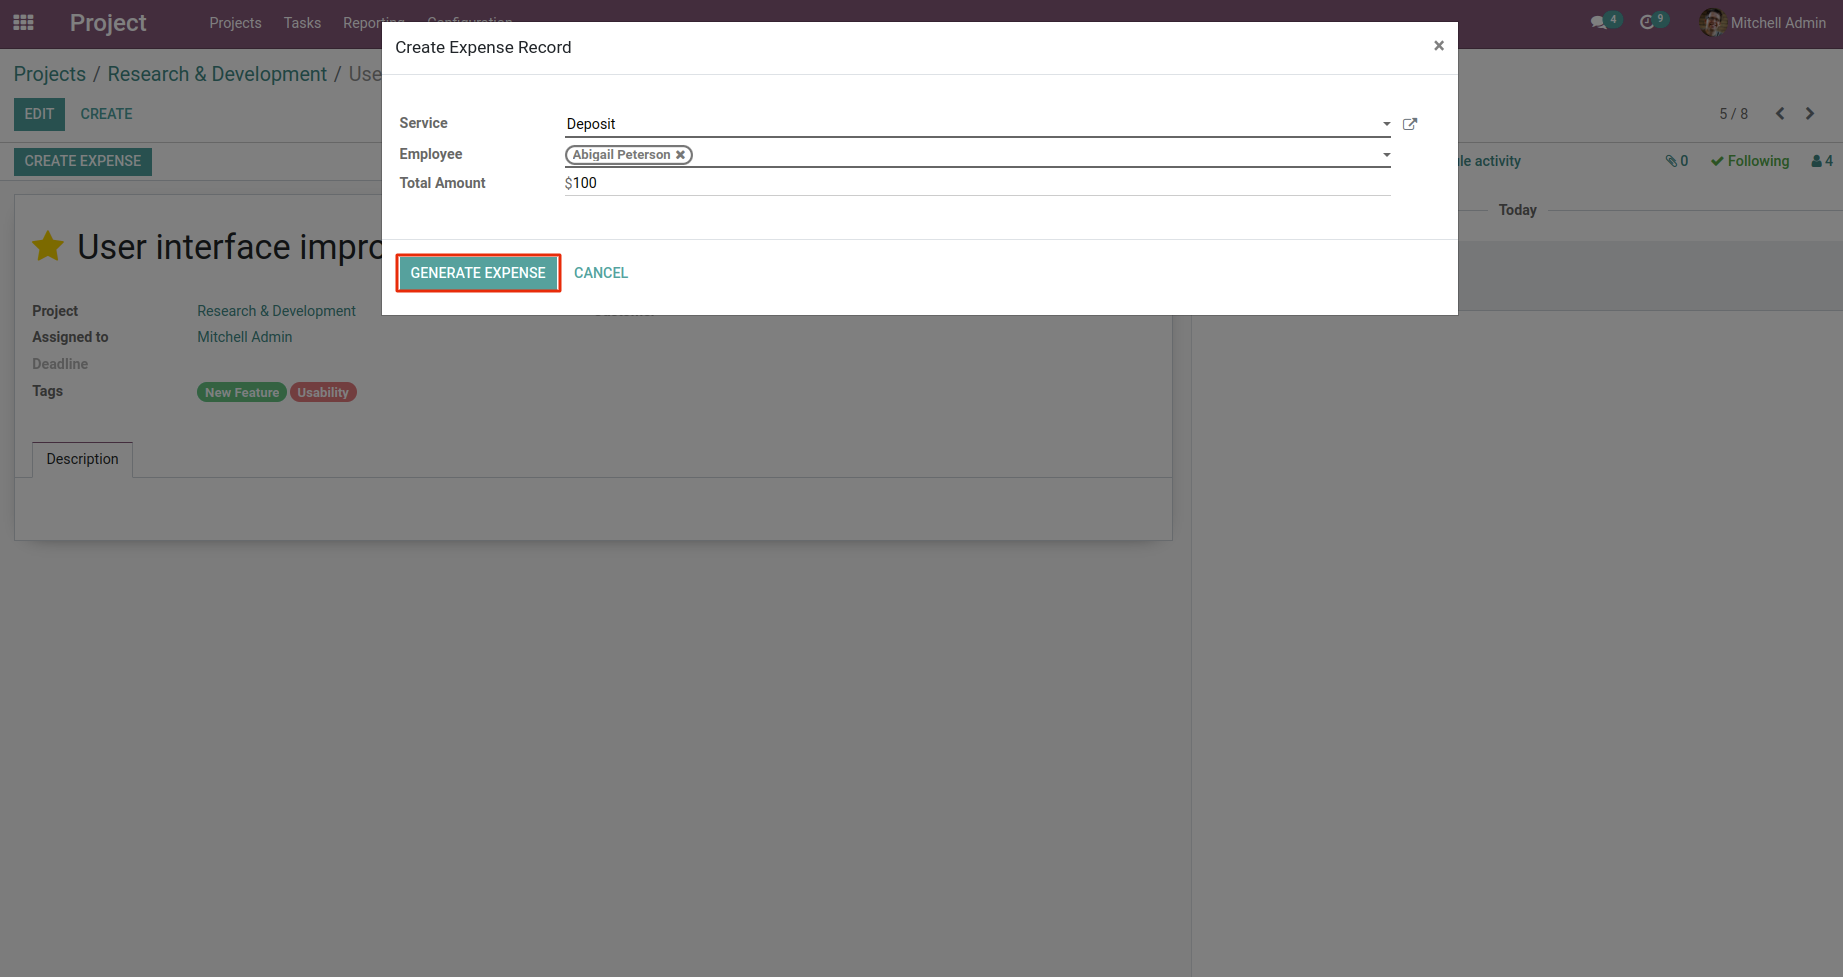 Project Projects Tasks Reporting Configuration 4 9 Mitchell Admin
Create Expense Record ×
Projects / Research & Development / Use
EDIT CREATE 5 / 8
Service Deposit
Employee Abigail Peterson ✖
Total Amount $100
CREATE EXPENSE activity 0 Following 4
Today
User interface impro
GENERATE EXPENSE CANCEL
Project Research & Development
Assigned to Mitchell Admin
Deadline
Tags New Feature Usability
Description